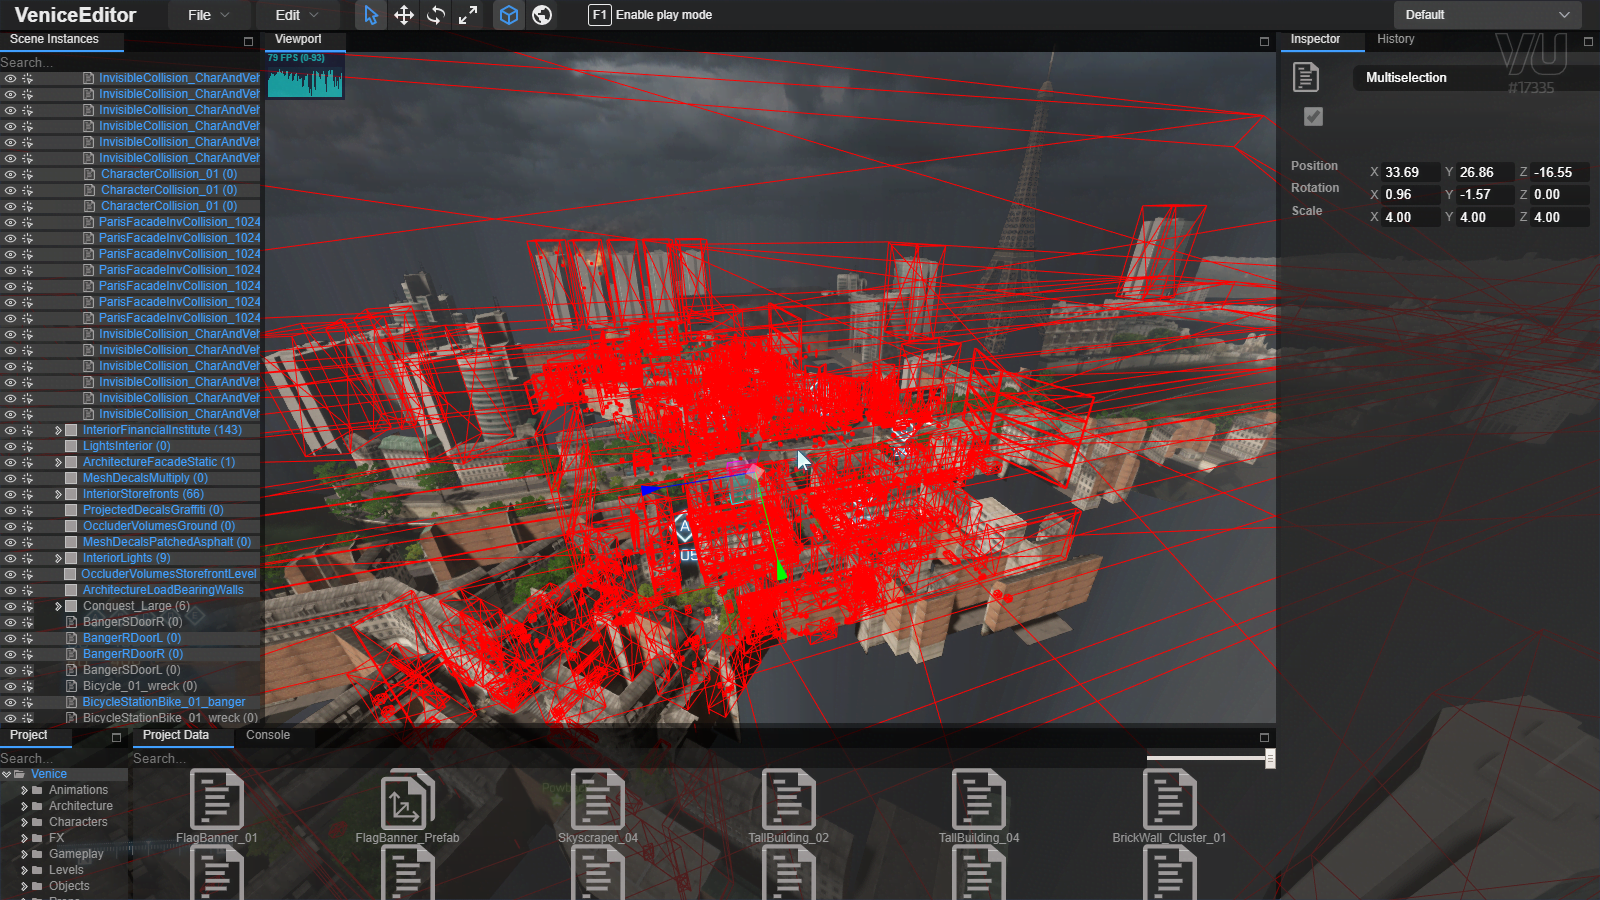 VeniceEditor
File
Edit
F1 Enable play mode
Default
Scene Instances
Viewport
Inspector
History
VU
#17335
Search...
79 FPS (0-93)
Multiselection
Position X 33.69 Y 26.86 Z -16.55
Rotation X 0.96 Y -1.57 Z 0.00
Scale X 4.00 Y 4.00 Z 4.00
InvisibleCollision_CharAndVeh
InvisibleCollision_CharAndVeh
InvisibleCollision_CharAndVeh
InvisibleCollision_CharAndVeh
InvisibleCollision_CharAndVeh
InvisibleCollision_CharAndVeh
CharacterCollision_01 (0)
CharacterCollision_01 (0)
CharacterCollision_01 (0)
ParisFacadeInvCollision_1024
ParisFacadeInvCollision_1024
ParisFacadeInvCollision_1024
ParisFacadeInvCollision_1024
ParisFacadeInvCollision_1024
ParisFacadeInvCollision_1024
ParisFacadeInvCollision_1024
InvisibleCollision_CharAndVeh
InvisibleCollision_CharAndVeh
InvisibleCollision_CharAndVeh
InvisibleCollision_CharAndVeh
InvisibleCollision_CharAndVeh
InvisibleCollision_CharAndVeh
InteriorFinancialInstitute (143)
LightsInterior (0)
ArchitectureFacadeStatic (1)
MeshDecalsMultiply (0)
InteriorStorefronts (66)
ProjectedDecalsGraffiti (0)
OccluderVolumesGround (0)
MeshDecalsPatchedAsphalt (0)
InteriorLights (9)
OccluderVolumesStorefrontLevel
ArchitectureLoadBearingWalls
Conquest_Large (6)
BangerSDoorR (0)
BangerRDoorL (0)
BangerRDoorR (0)
BangerSDoorL (0)
Bicycle_01_wreck (0)
BicycleStationBike_01_banger
BicycleStationBike_01_wreck (0)
A
Project
Project Data
Console
Search...
Search...
Venice
Animations
Architecture
Characters
FX
Gameplay
Levels
Objects
FlagBanner_01
FlagBanner_Prefab
Skyscraper_04
TallBuilding_02
TallBuilding_04
BrickWall_Cluster_01